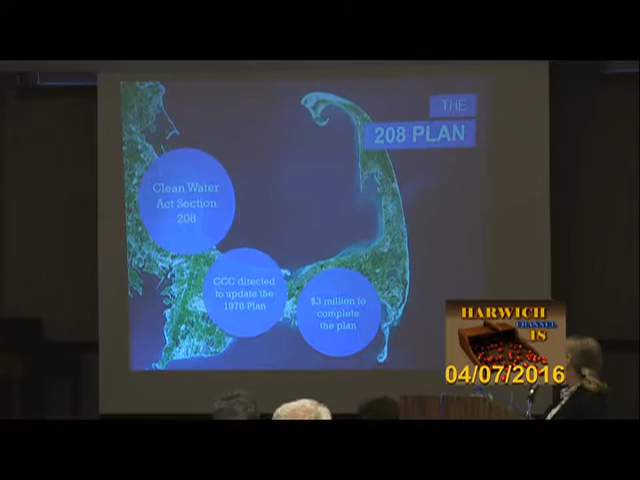 THE
208 PLAN
Clean Water
Act Section
208
CCC directed
to update the
1978 Plan
$3 million to
complete
the plan
HARWICH
CHANNEL
18
04/07/2016